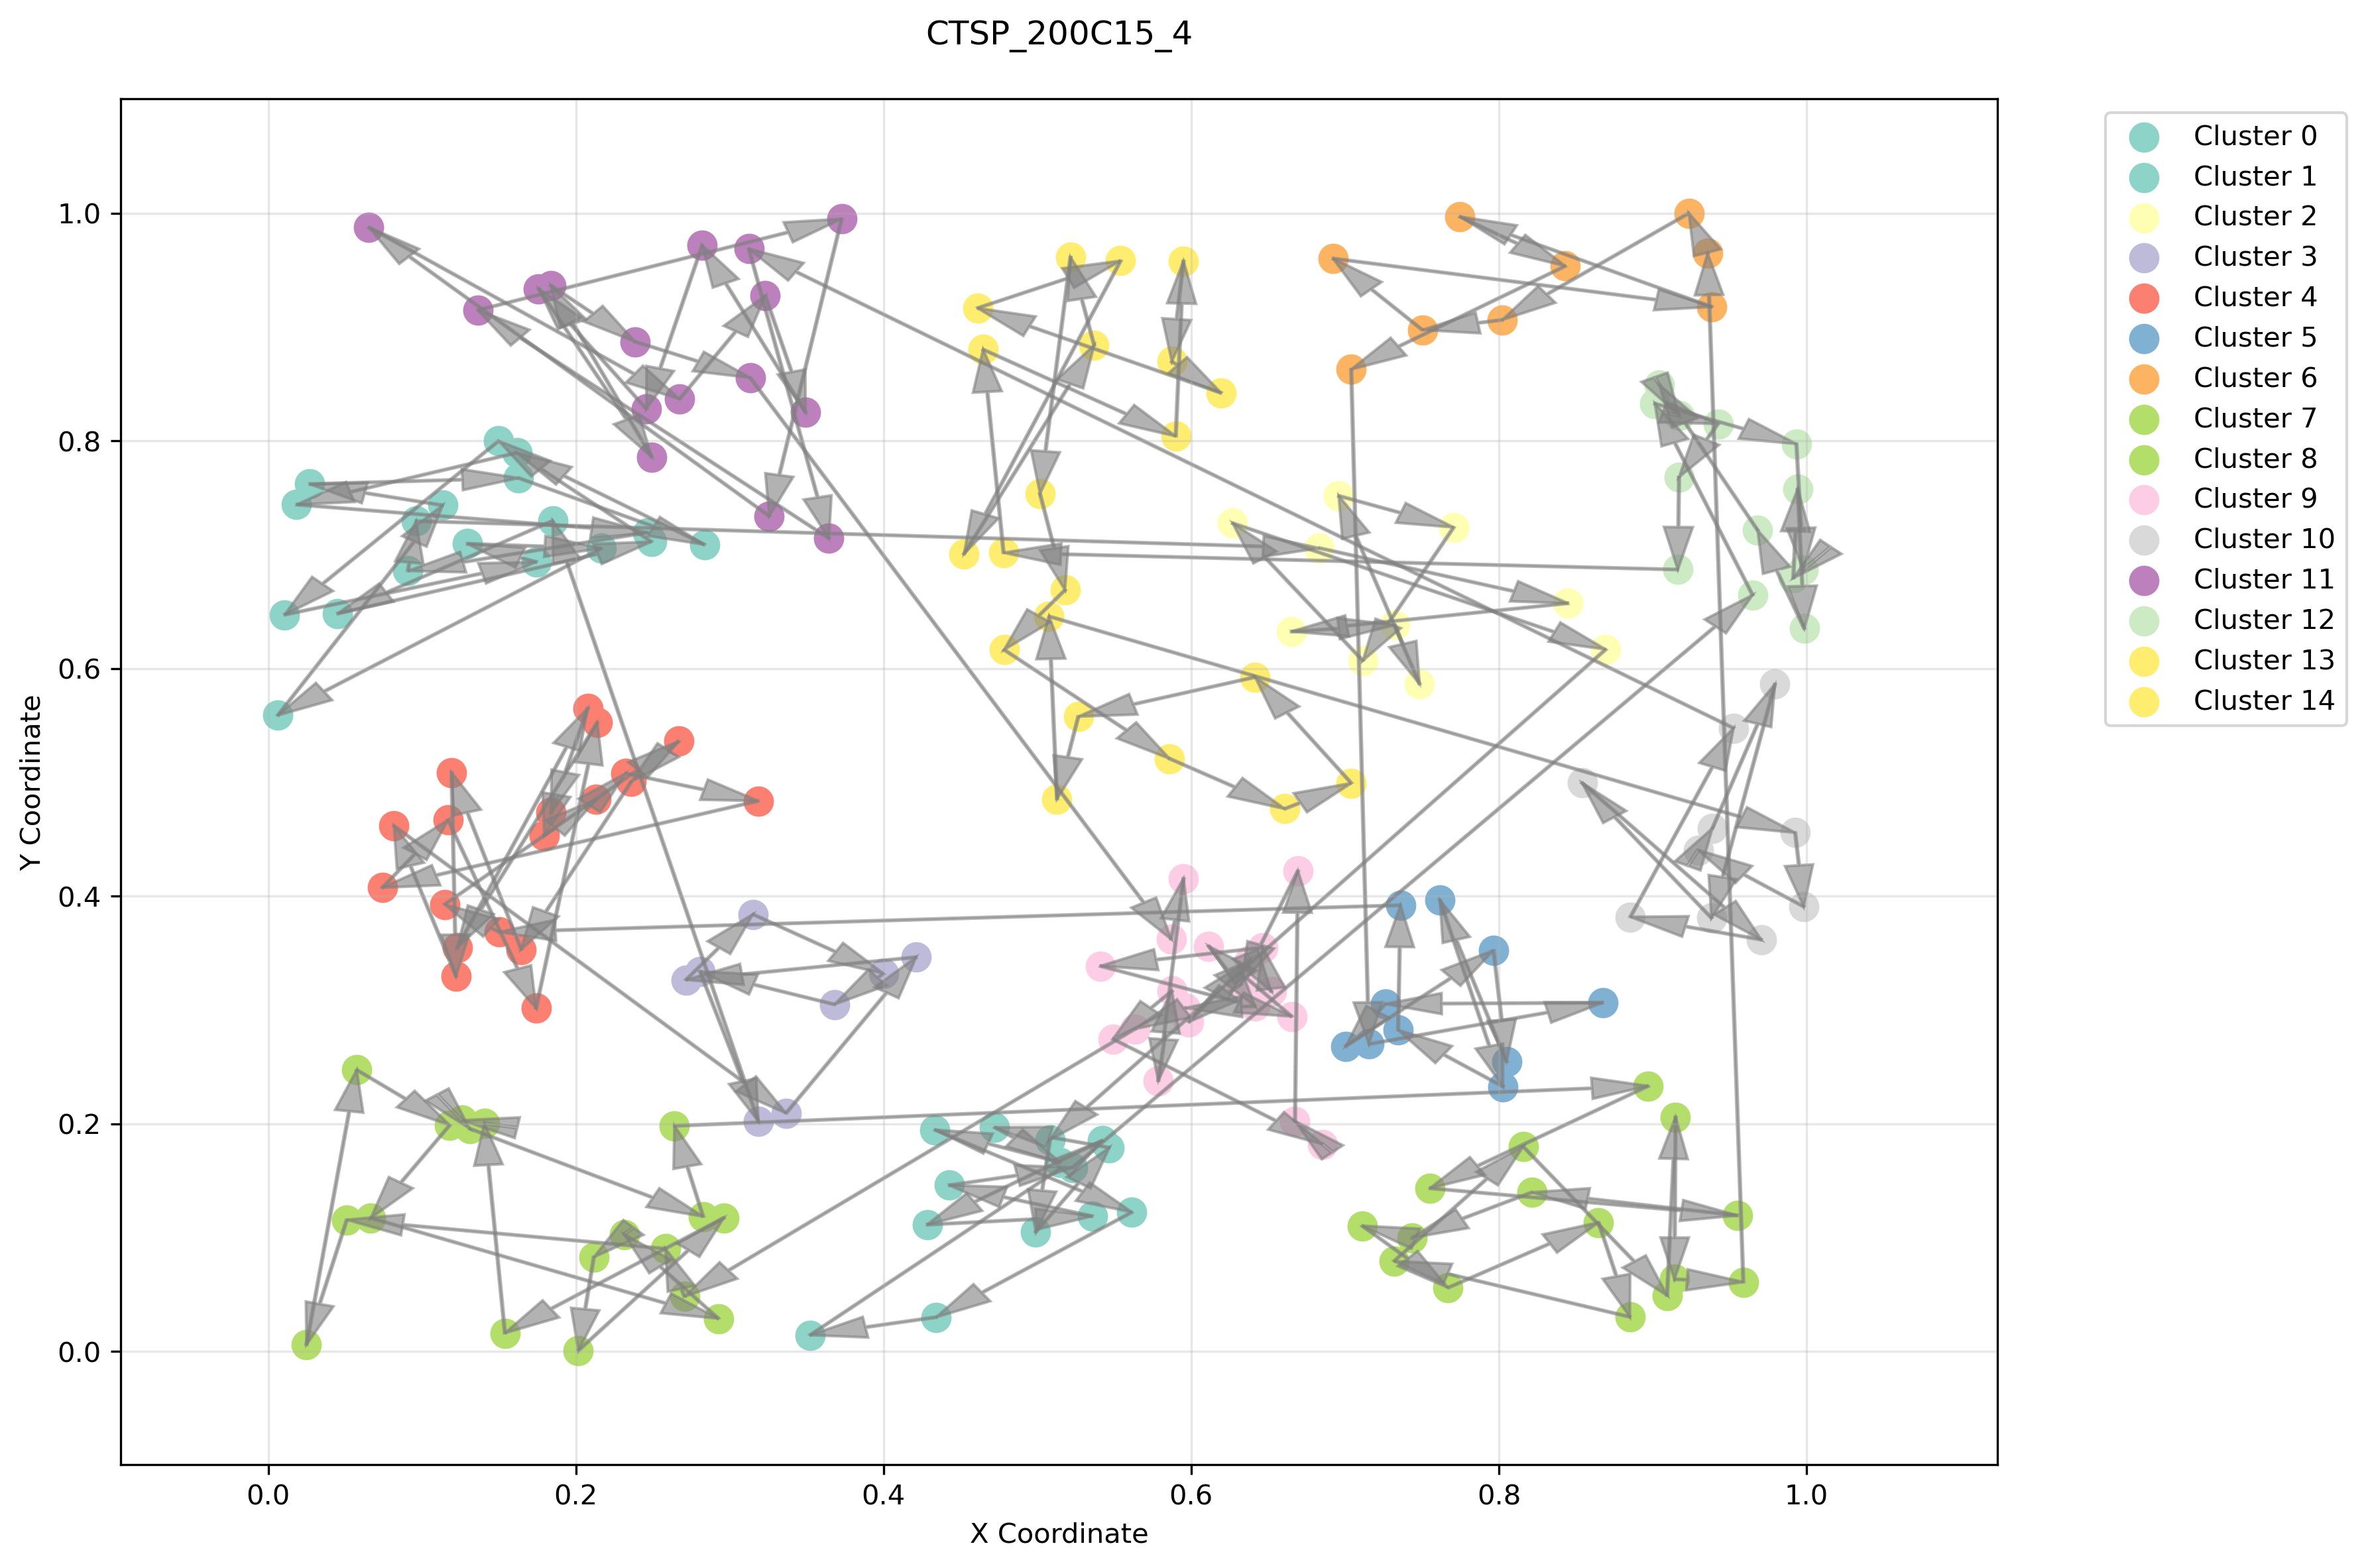 CTSP_200C15_4
Cluster 0
Cluster 1
Cluster 2
Cluster 3
Cluster 4
Cluster 5
Cluster 6
Cluster 7
Cluster 8
Cluster 9
Cluster 10
Cluster 11
Cluster 12
Cluster 13
Cluster 14
Y Coordinate
1.0
0.8
0.6
0.4
0.2
0.0
0.0 0.2 0.4 0.6 0.8 1.0
X Coordinate